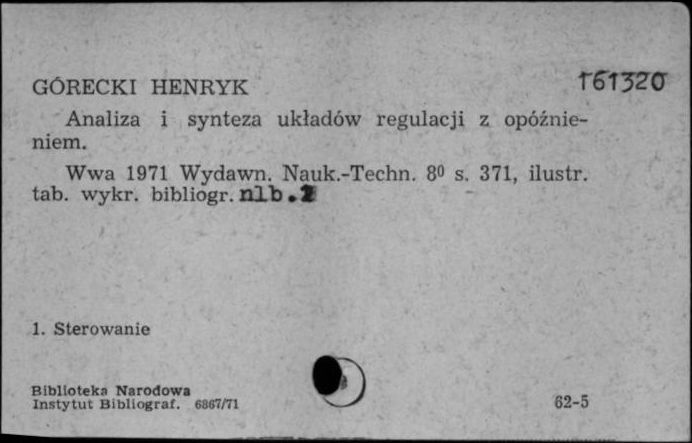 GÓRECKI HENRYK 161320
Analiza i synteza układów regulacji z opóźnie-
niem.
Wwa 1971 Wydawn. Nauk.-Techn. 8⁰ s. 371, ilustr.
tab. wykr. bibliogr. nlb.
1. Sterowanie
Biblioteka Narodowa
Instytut Bibliograf. 6867/71 62-5